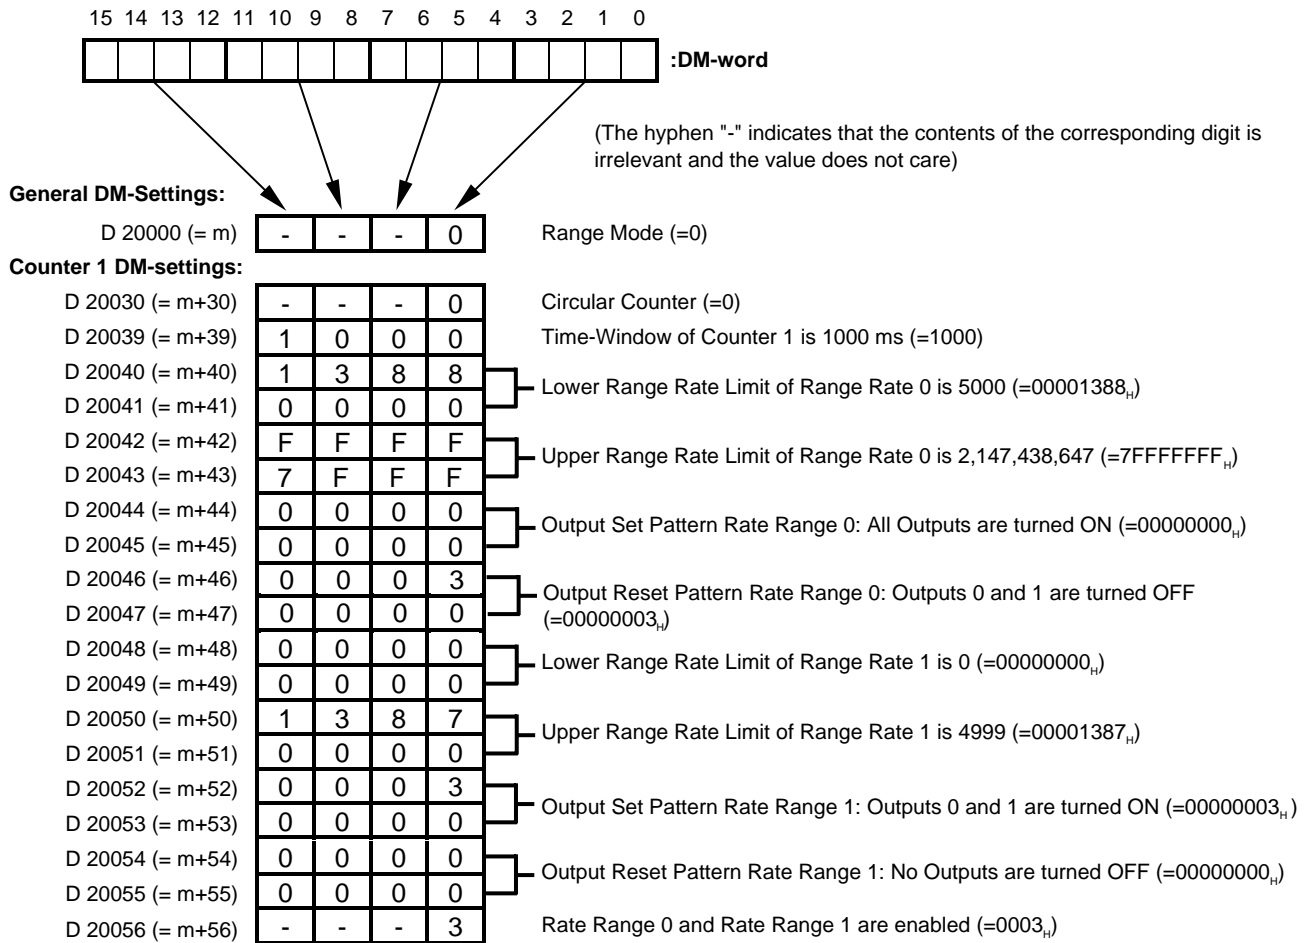 15 14 13 12 11 10 9 8 7 6 5 4 3 2 1 0
:DM-word
(The hyphen "-" indicates that the contents of the corresponding digit is
irrelevant and the value does not care)
General DM-Settings:
D 20000 (= m) - - - 0 Range Mode (=0)
Counter 1 DM-settings:
D 20030 (= m+30) - - - 0 Circular Counter (=0)
D 20039 (= m+39) 1 0 0 0 Time-Window of Counter 1 is 1000 ms (=1000)
D 20040 (= m+40) 1 3 8 8
Lower Range Rate Limit of Range Rate 0 is 5000 (=00001388H)
D 20041 (= m+41) 0 0 0 0
D 20042 (= m+42) F F F F
Upper Range Rate Limit of Range Rate 0 is 2,147,438,647 (=7FFFFFFFH)
D 20043 (= m+43) 7 F F F
D 20044 (= m+44) 0 0 0 0
Output Set Pattern Rate Range 0: All Outputs are turned ON (=00000000H)
D 20045 (= m+45) 0 0 0 0
D 20046 (= m+46) 0 0 0 3
Output Reset Pattern Rate Range 0: Outputs 0 and 1 are turned OFF
D 20047 (= m+47) 0 0 0 0
(=00000003H)
D 20048 (= m+48) 0 0 0 0
Lower Range Rate Limit of Range Rate 1 is 0 (=00000000H)
D 20049 (= m+49) 0 0 0 0
D 20050 (= m+50) 1 3 8 7
Upper Range Rate Limit of Range Rate 1 is 4999 (=00001387H)
D 20051 (= m+51) 0 0 0 0
D 20052 (= m+52) 0 0 0 3
Output Set Pattern Rate Range 1: Outputs 0 and 1 are turned ON (=00000003H)
D 20053 (= m+53) 0 0 0 0
D 20054 (= m+54) 0 0 0 0
Output Reset Pattern Rate Range 1: No Outputs are turned OFF (=00000000H)
D 20055 (= m+55) 0 0 0 0
D 20056 (= m+56) - - - 3 Rate Range 0 and Rate Range 1 are enabled (=0003H)